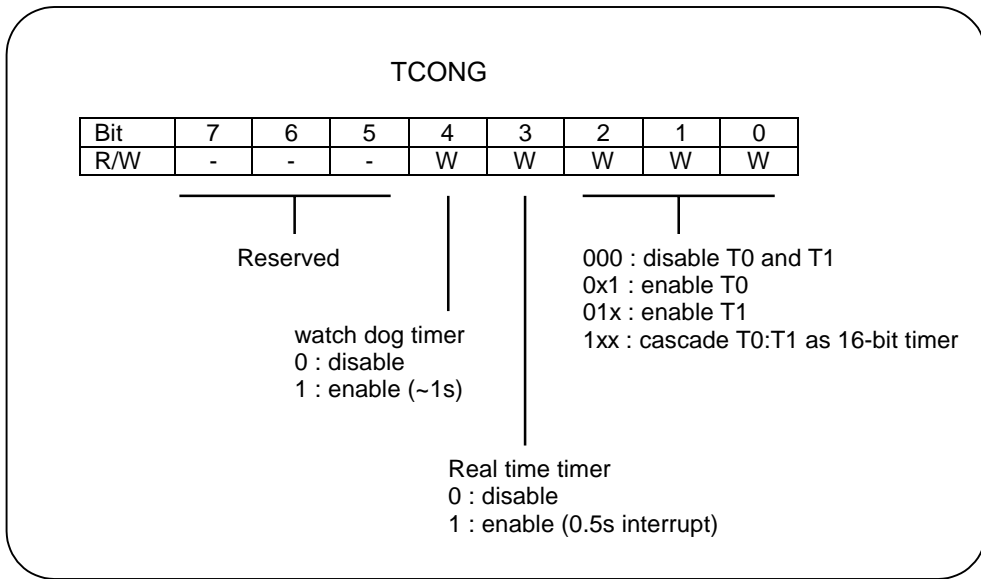 TCONG
Bit 7 6 5 4 3 2 1 0
R/W - - - W W W W W
Reserved
000 : disable T0 and T1
0x1 : enable T0
01x : enable T1
1xx : cascade T0:T1 as 16-bit timer
watch dog timer
0 : disable
1 : enable (~1s)
Real time timer
0 : disable
1 : enable (0.5s interrupt)